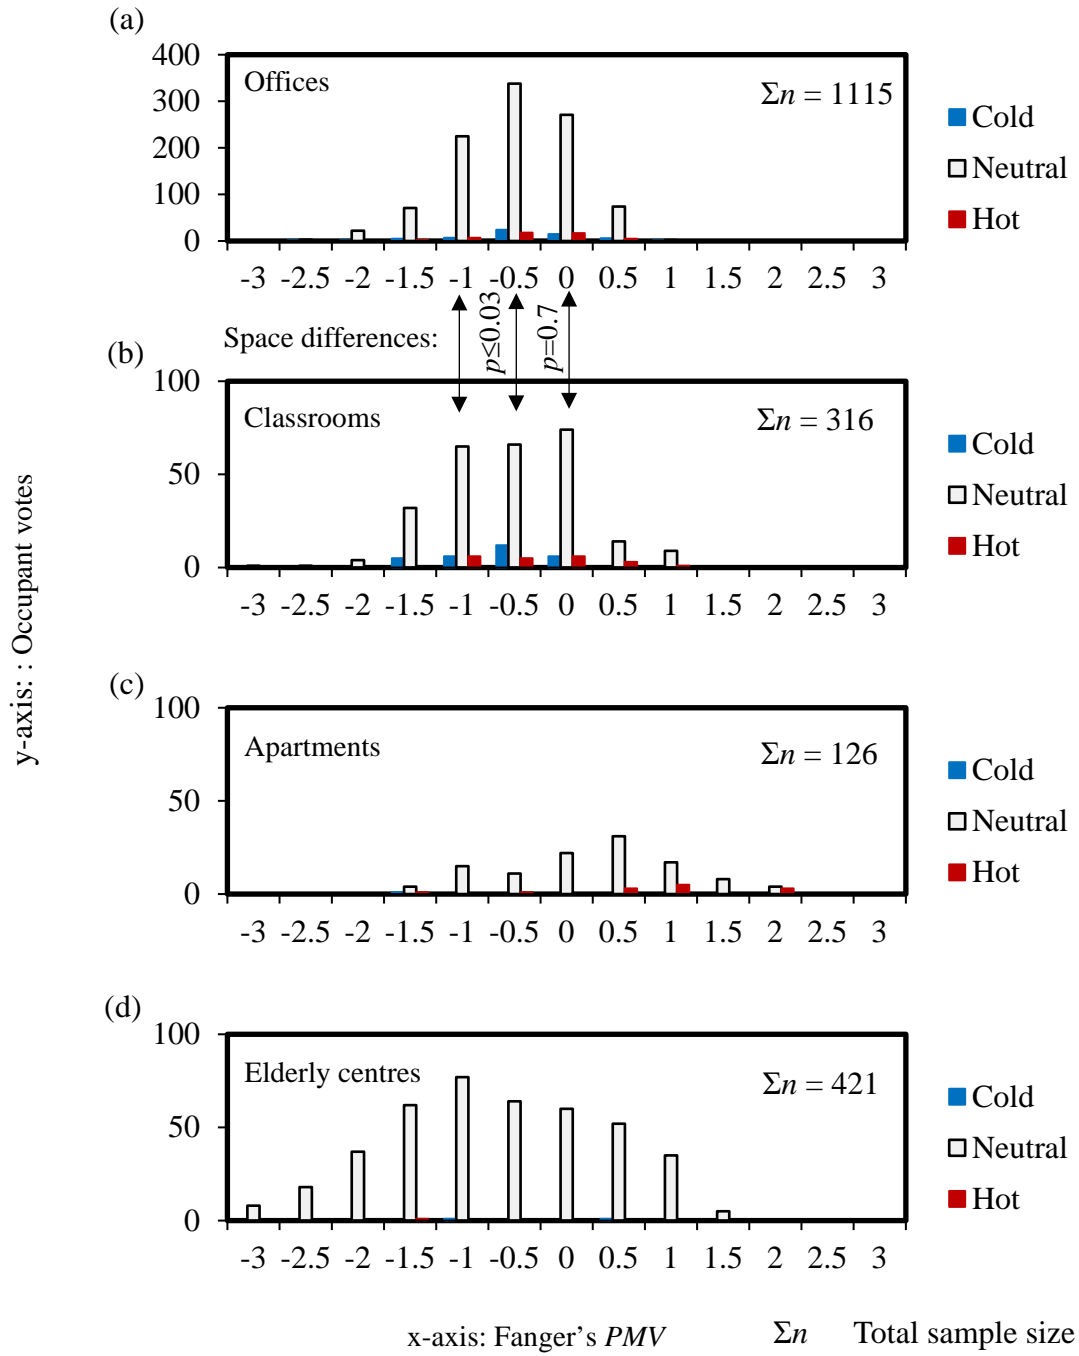 (a)
400
300
200
100
0
Offices
Σn = 1115
Cold
Neutral
Hot
-3 -2.5 -2 -1.5 -1 -0.5 0 0.5 1 1.5 2 2.5 3
Space differences:
p≤0.03
p=0.7
(b)
100
50
0
Classrooms
Σn = 316
Cold
Neutral
Hot
-3 -2.5 -2 -1.5 -1 -0.5 0 0.5 1 1.5 2 2.5 3
y-axis: : Occupant votes
(c)
100
50
0
Apartments
Σn = 126
Cold
Neutral
Hot
-3 -2.5 -2 -1.5 -1 -0.5 0 0.5 1 1.5 2 2.5 3
(d)
100
50
0
Elderly centres
Σn = 421
Cold
Neutral
Hot
-3 -2.5 -2 -1.5 -1 -0.5 0 0.5 1 1.5 2 2.5 3
x-axis: Fanger’s PMV
Σn Total sample size